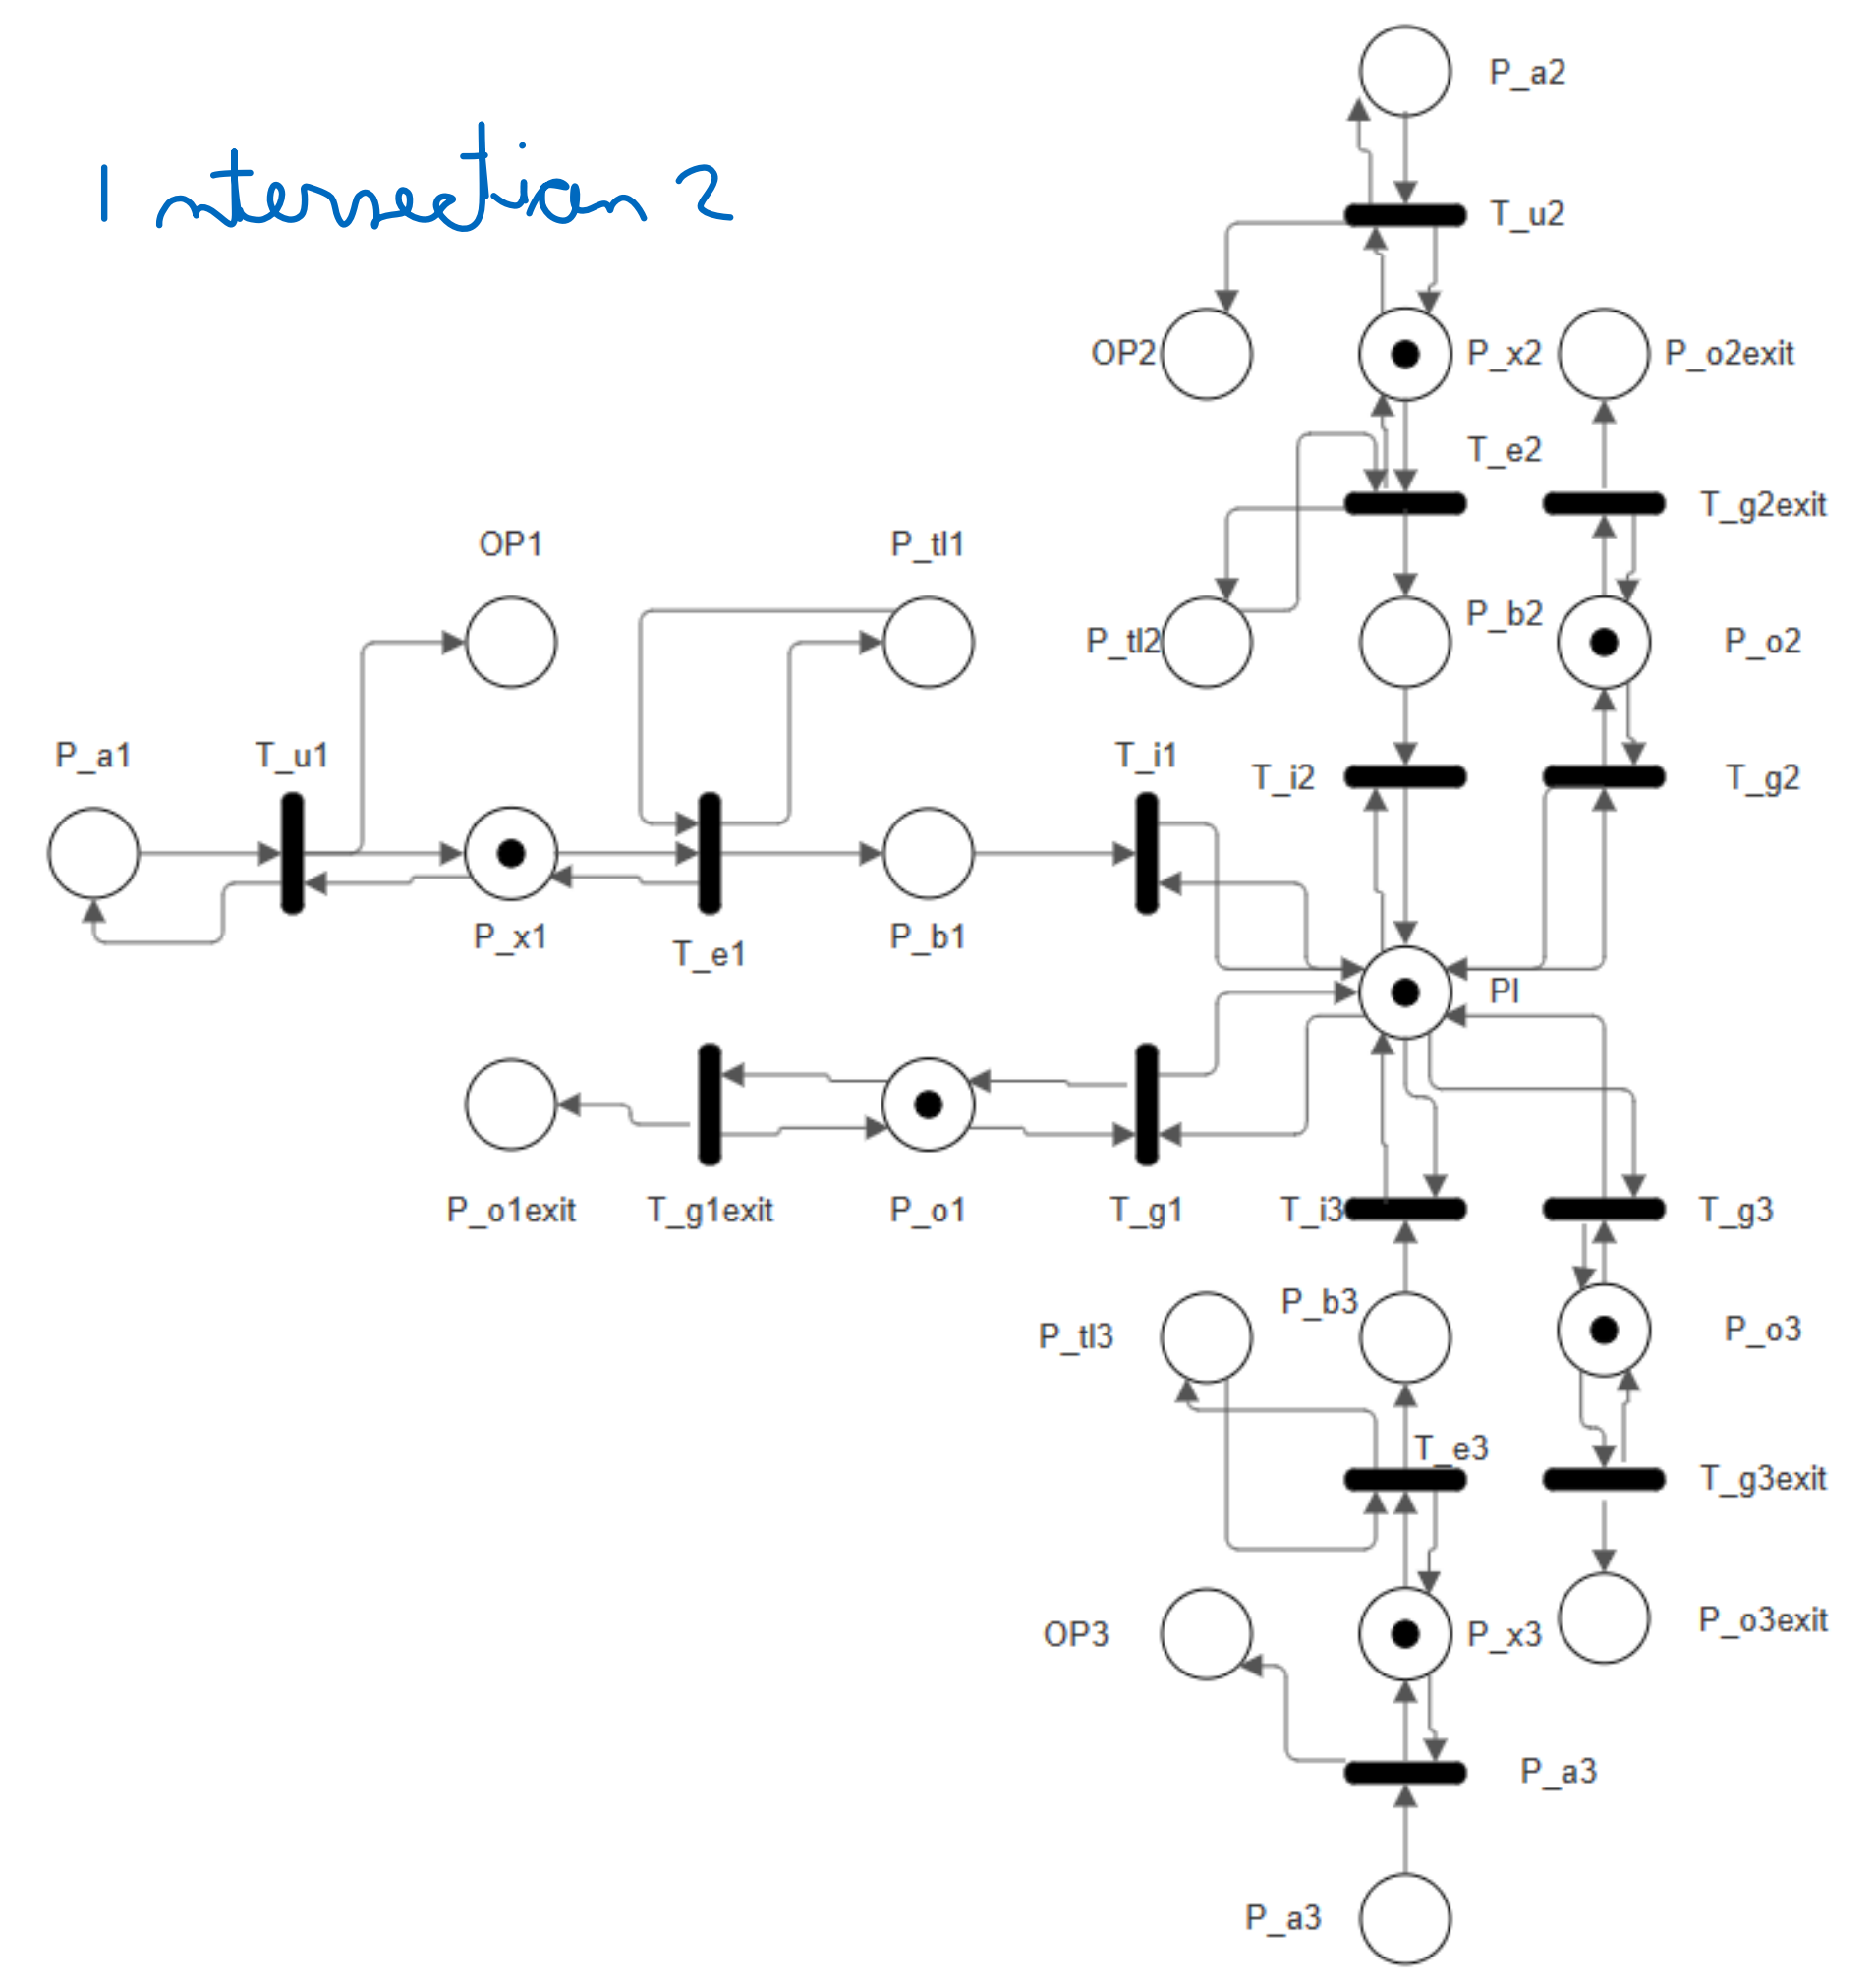 Intersection 2
P_a2
T_u2
OP2
P_x2
P_o2exit
T_e2
T_g2exit
OP1
P_tl1
P_tl2
P_b2
P_o2
P_a1
T_u1
T_i1
T_i2
T_g2
P_x1
T_e1
P_b1
PI
P_o1exit
T_g1exit
P_o1
T_g1
T_i3
T_g3
P_tl3
P_b3
P_o3
T_e3
T_g3exit
OP3
P_x3
P_o3exit
P_a3
P_a3